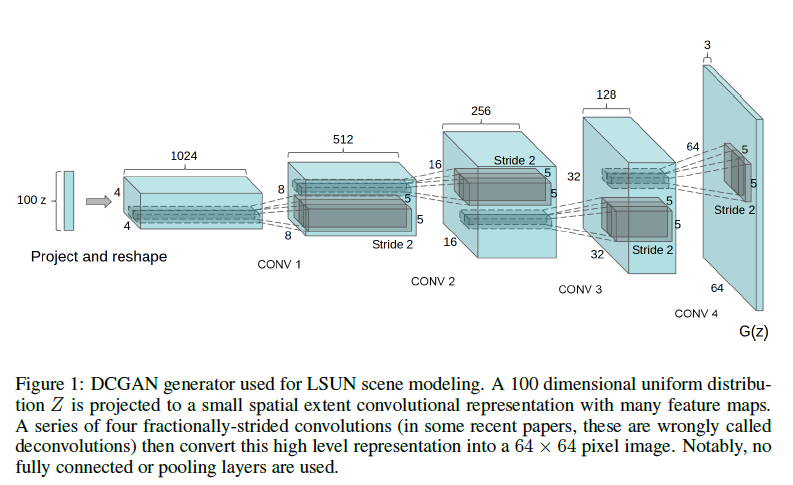 3
128
256
512
64
5
1024
16
Stride 2
5
32
5
8
5
5
100 z
4
5
5
4
5
Stride 2
8
Stride 2
16
Stride 2
32
Project and reshape
CONV 1
CONV 2
CONV 3
64
CONV 4
G(z)
Figure 1: DCGAN generator used for LSUN scene modeling. A 100 dimensional uniform distribu-
tion Z is projected to a small spatial extent convolutional representation with many feature maps.
A series of four fractionally-strided convolutions (in some recent papers, these are wrongly called
deconvolutions) then convert this high level representation into a 64 × 64 pixel image. Notably, no
fully connected or pooling layers are used.